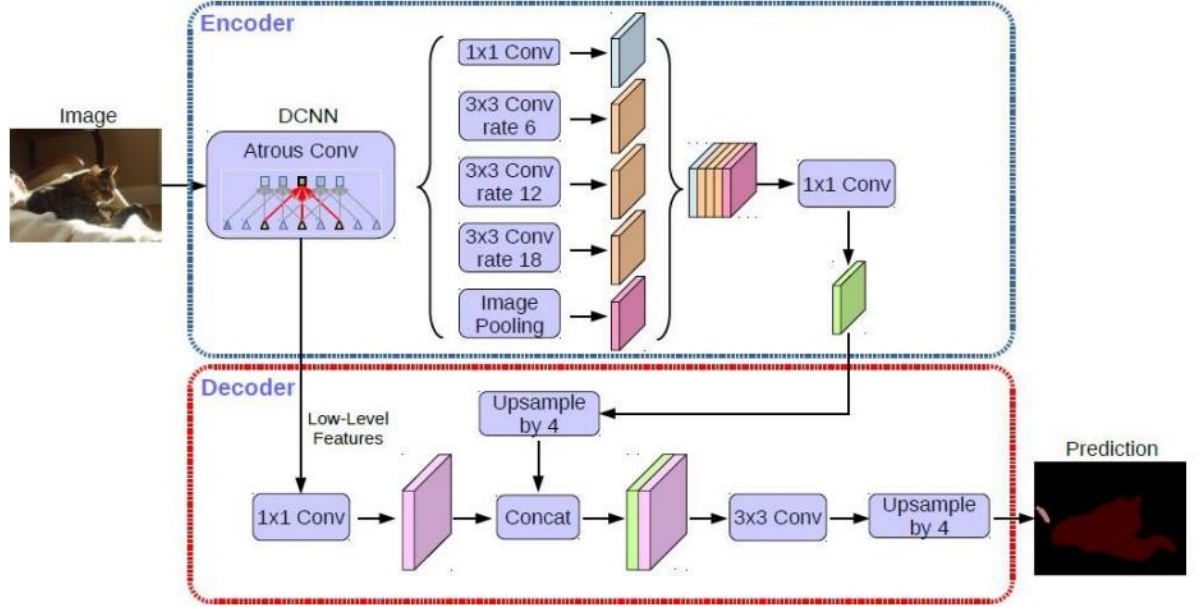 Encoder
Image
DCNN
Atrous Conv
1x1 Conv
3x3 Conv
rate 6
3x3 Conv
rate 12
3x3 Conv
rate 18
Image
Pooling
1x1 Conv
Decoder
Low-Level
Features
Upsample
by 4
1x1 Conv
Concat
3x3 Conv
Upsample
by 4
Prediction